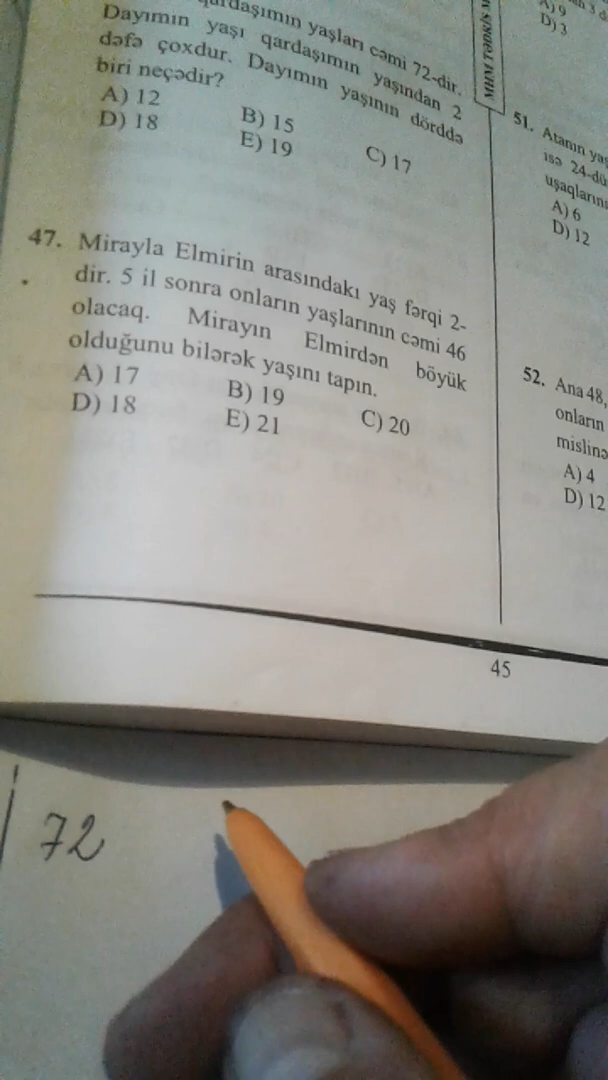 yaşları cəmi 72-dir.
Dayımın yaşı qardaşımın yaşından 2
dəfə çoxdur. Dayımın yaşının dörddə
biri neçədir?
A) 12
B) 15
C) 17
D) 18
E) 19
47. Mirayla Elmirin arasındakı yaş fərqi 2-
dir. 5 il sonra onların yaşlarının cəmi 46
olacaq. Mirayın Elmirdən böyük
olduğunu bilərək yaşını tapın.
A) 17
B) 19
C) 20
D) 18
E) 21
MHM TƏDRİS
A) 9
D) 3
51. Atanın
isə
A) 6
D) 12
52. Ana 48,
onların
A) 4
D) 12
45
72